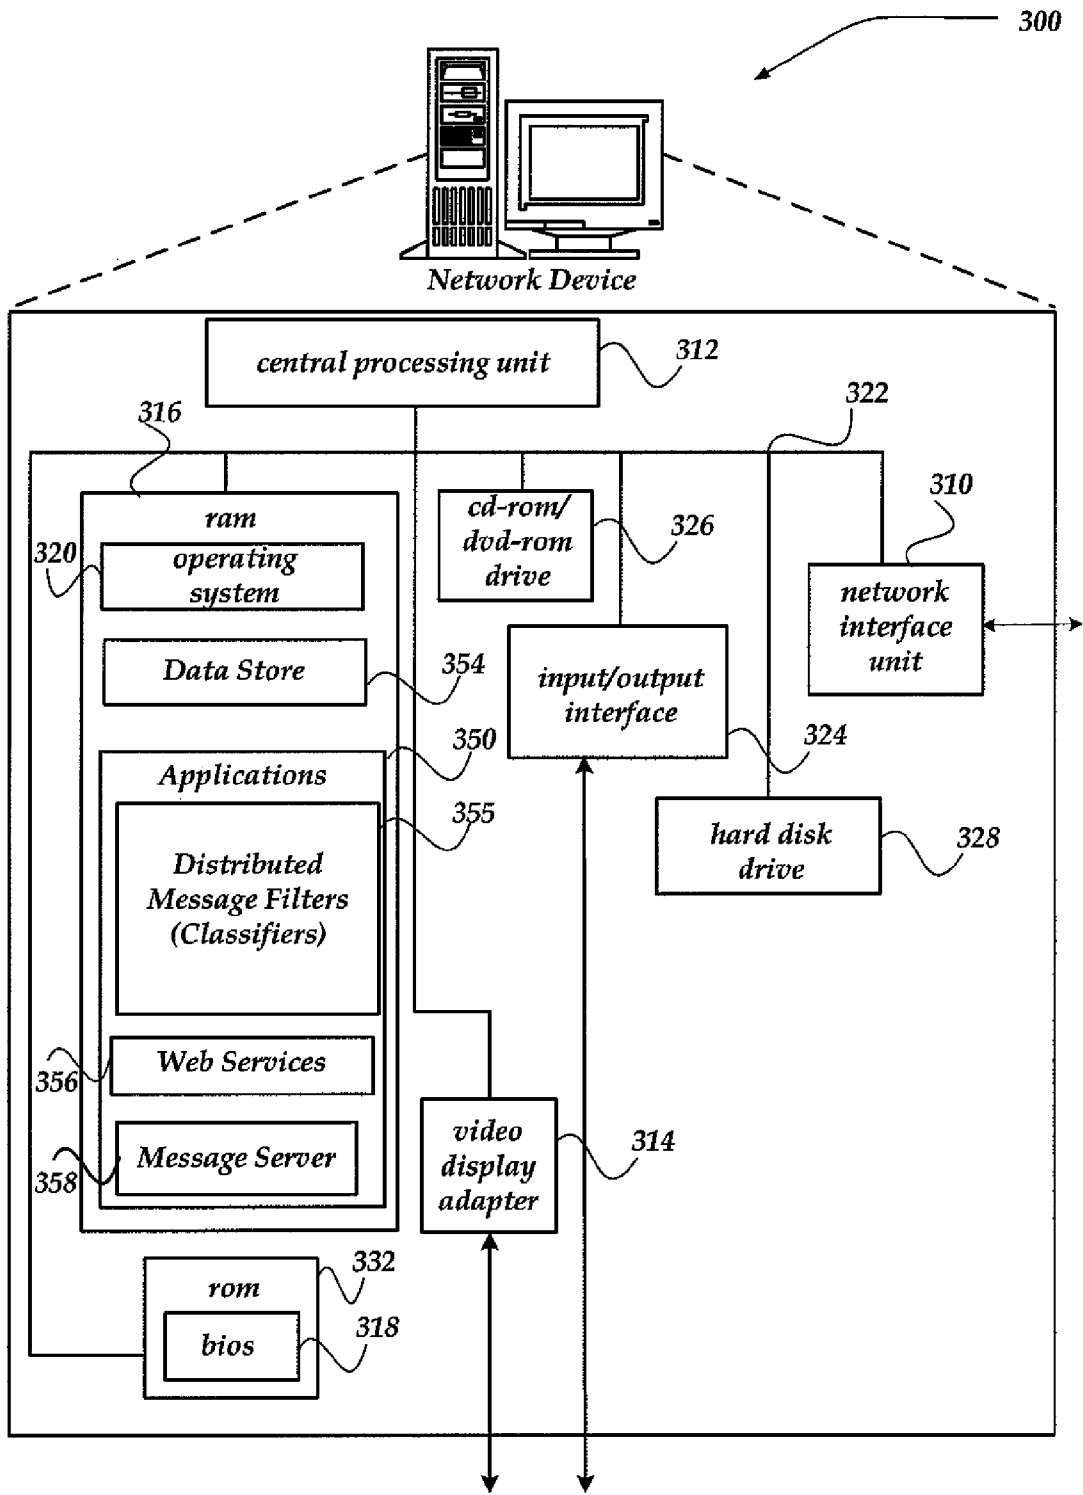 300
Network Device
central processing unit
312
316
322
ram
cd-rom/
dvd-rom
drive
326
310
320
operating
system
network
interface
unit
Data Store
354
input/output
interface
324
350
Applications
355
Distributed
Message Filters
(Classifiers)
hard disk
drive
328
Web Services
356
video
display
adapter
314
Message Server
358
332
rom
318
bios